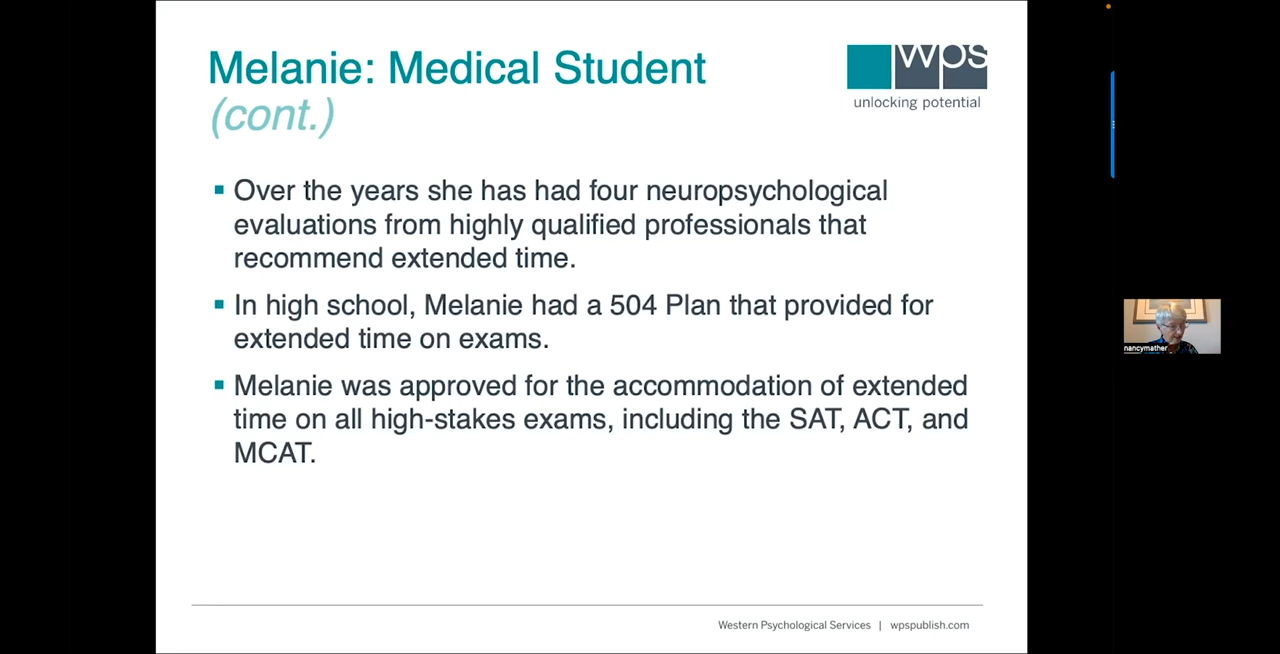 Melanie: Medical Student
(cont.)
wps
unlocking potential
▪ Over the years she has had four neuropsychological
evaluations from highly qualified professionals that
recommend extended time.
▪ In high school, Melanie had a 504 Plan that provided for
extended time on exams.
▪ Melanie was approved for the accommodation of extended
time on all high-stakes exams, including the SAT, ACT, and
MCAT.
Western Psychological Services | wpspublish.com
nancymather